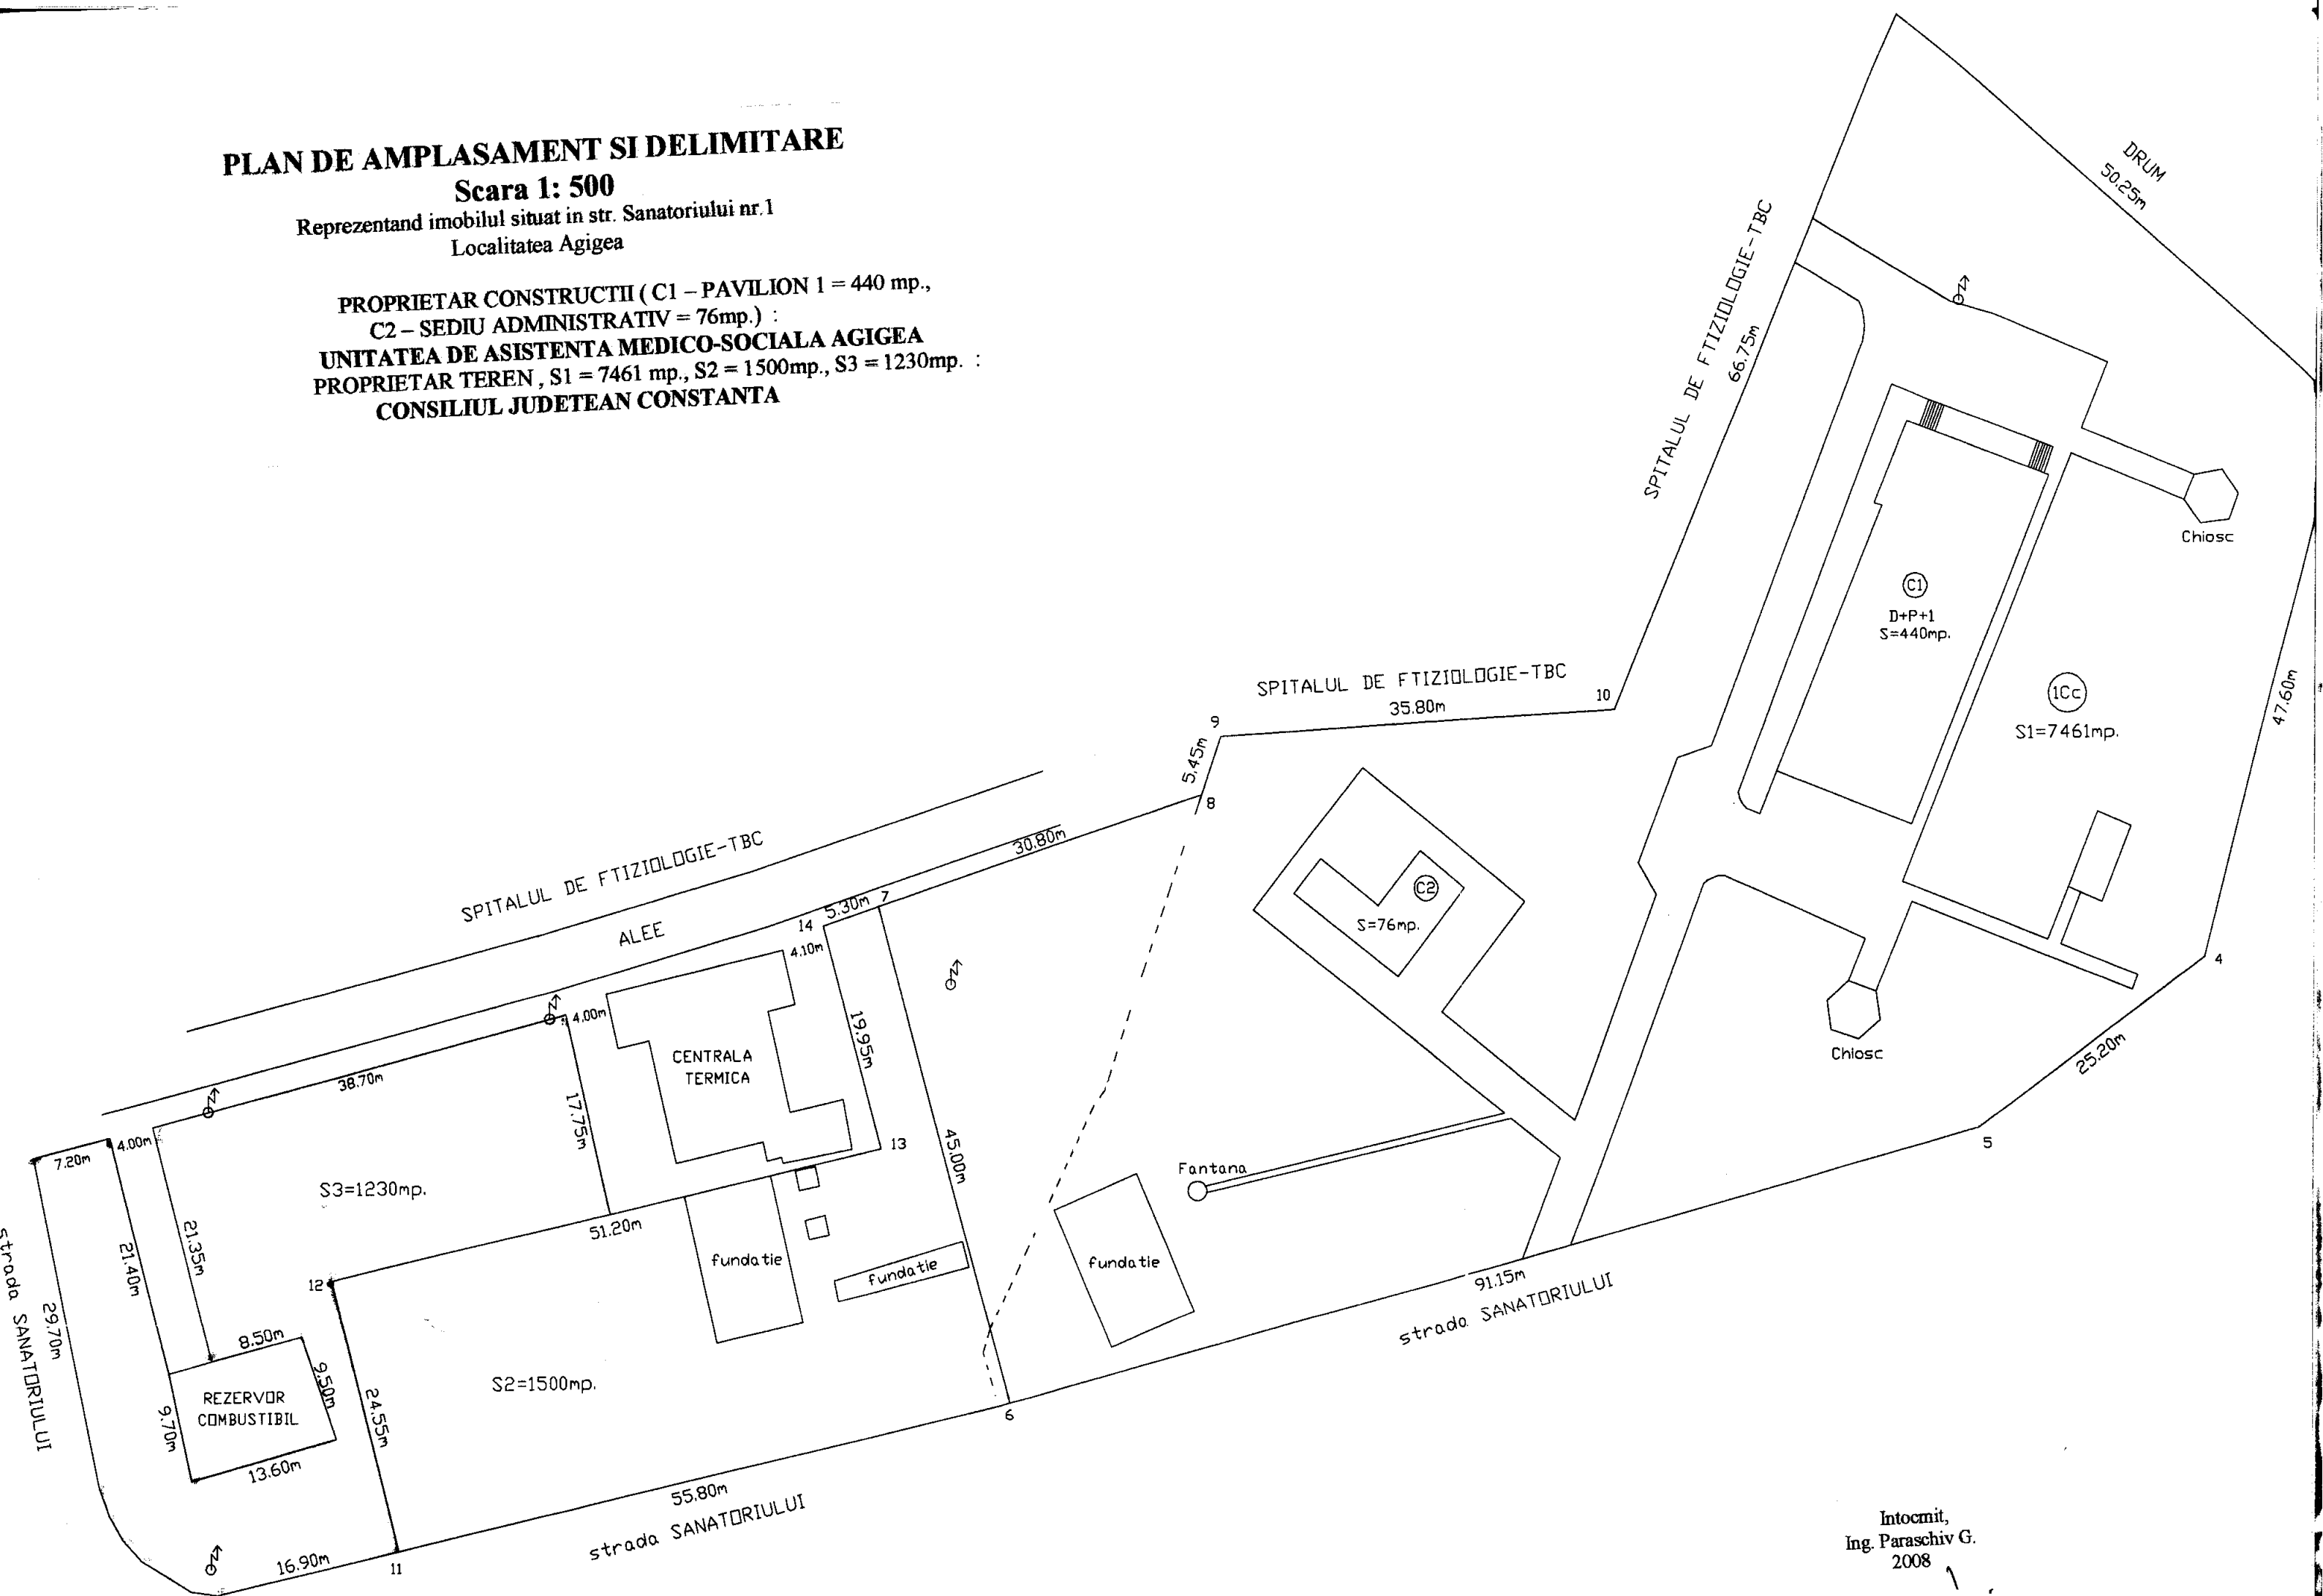 PLAN DE AMPLASAMENT SI DELIMITARE
Scara 1: 500
Reprezentand imobilul situat in str. Sanatoriului nr.1
Localitatea Agigea
PROPRIETAR CONSTRUCTII ( C1 – PAVILION 1 = 440 mp.,
C2 – SEDIU ADMINISTRATIV = 76mp.) :
UNITATEA DE ASISTENTA MEDICO-SOCIALA AGIGEA
PROPRIETAR TEREN , S1 = 7461 mp., S2 = 1500mp., S3 = 1230mp. :
CONSILIUL JUDETEAN CONSTANTA
DRUM
50.25m
SPITALUL DE FTIZIOLOGIE-TBC
66.75m
Chiosc
C1
D+P+1
S=440mp.
1Cc
S1=7461mp.
47.60m
SPITALUL DE FTIZIOLOGIE-TBC
35.80m
10
9
5.45m
8
30.80m
SPITALUL DE FTIZIOLOGIE-TBC
ALEE
14
5.30m
7
4.10m
C2
S=76mp.
4
Chiosc
25.20m
5
4.00m
CENTRALA
TERMICA
19.95m
13
45.00m
38.70m
17.75m
4.00m
7.20m
S3=1230mp.
21.35m
21.40m
29.70m
strada SANATORIULUI
12
51.20m
fundatie
fundatie
Fantana
fundatie
91.15m
strada SANATORIULUI
8.50m
REZERVOR
COMBUSTIBIL
9.50m
9.70m
13.60m
24.55m
S2=1500mp.
6
55.80m
strada SANATORIULUI
16.90m
11
Intocmit,
Ing. Paraschiv G.
2008